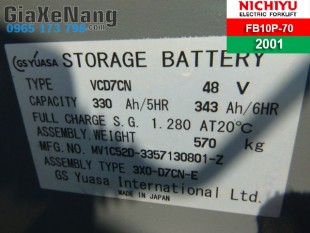 GiaXeNang
0965 173 798.com
NICHIYU
ELECTRIC FORKLIFT
FB10P-70
2001
GS YUASA STORAGE BATTERY
TYPE VCD7CN 48 V
CAPACITY 330 Ah/5HR 343 Ah/6HR
FULL CHARGE S.G. 1.280 AT20°C
ASSEMBLY WEIGHT 570 kg
MFG. NO. MV1C52D-3357130801-Z
ASSEMBLY TYPE 3X0-D7CN-E
GS Yuasa International Ltd.
MADE IN JAPAN